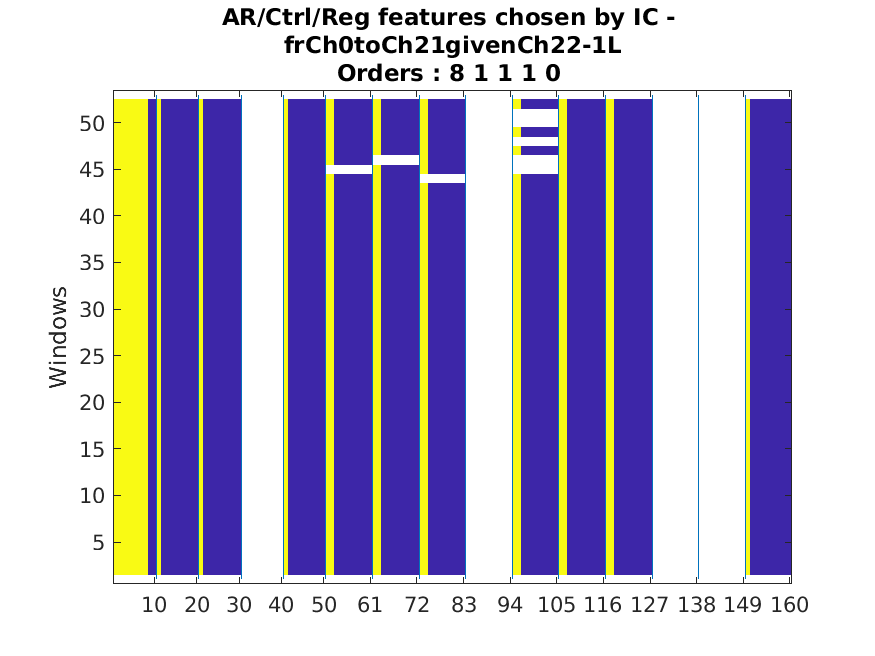 AR/Ctrl/Reg features chosen by IC -
frCh0toCh21givenCh22-1L
Orders : 8 1 1 1 0
Windows
50
45
40
35
30
25
20
15
10
5
10 20 30 40 50 61 72 83 94 105 116 127 138 149 160